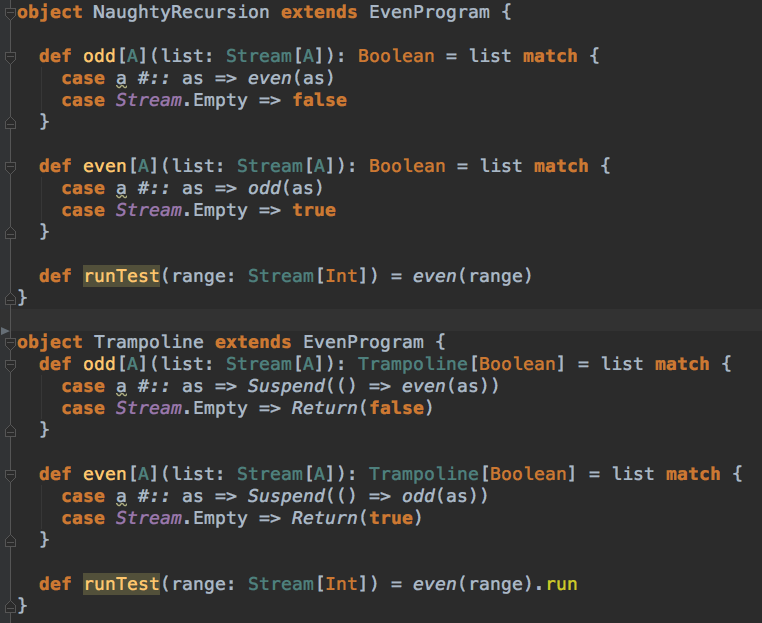 object NaughtyRecursion extends EvenProgram {
def odd[A](list: Stream[A]): Boolean = list match {
case a #:: as => even(as)
case Stream.Empty => false
}
def even[A](list: Stream[A]): Boolean = list match {
case a #:: as => odd(as)
case Stream.Empty => true
}
def runTest(range: Stream[Int]) = even(range)
}
object Trampoline extends EvenProgram {
def odd[A](list: Stream[A]): Trampoline[Boolean] = list match {
case a #:: as => Suspend(() => even(as))
case Stream.Empty => Return(false)
}
def even[A](list: Stream[A]): Trampoline[Boolean] = list match {
case a #:: as => Suspend(() => odd(as))
case Stream.Empty => Return(true)
}
def runTest(range: Stream[Int]) = even(range).run
}